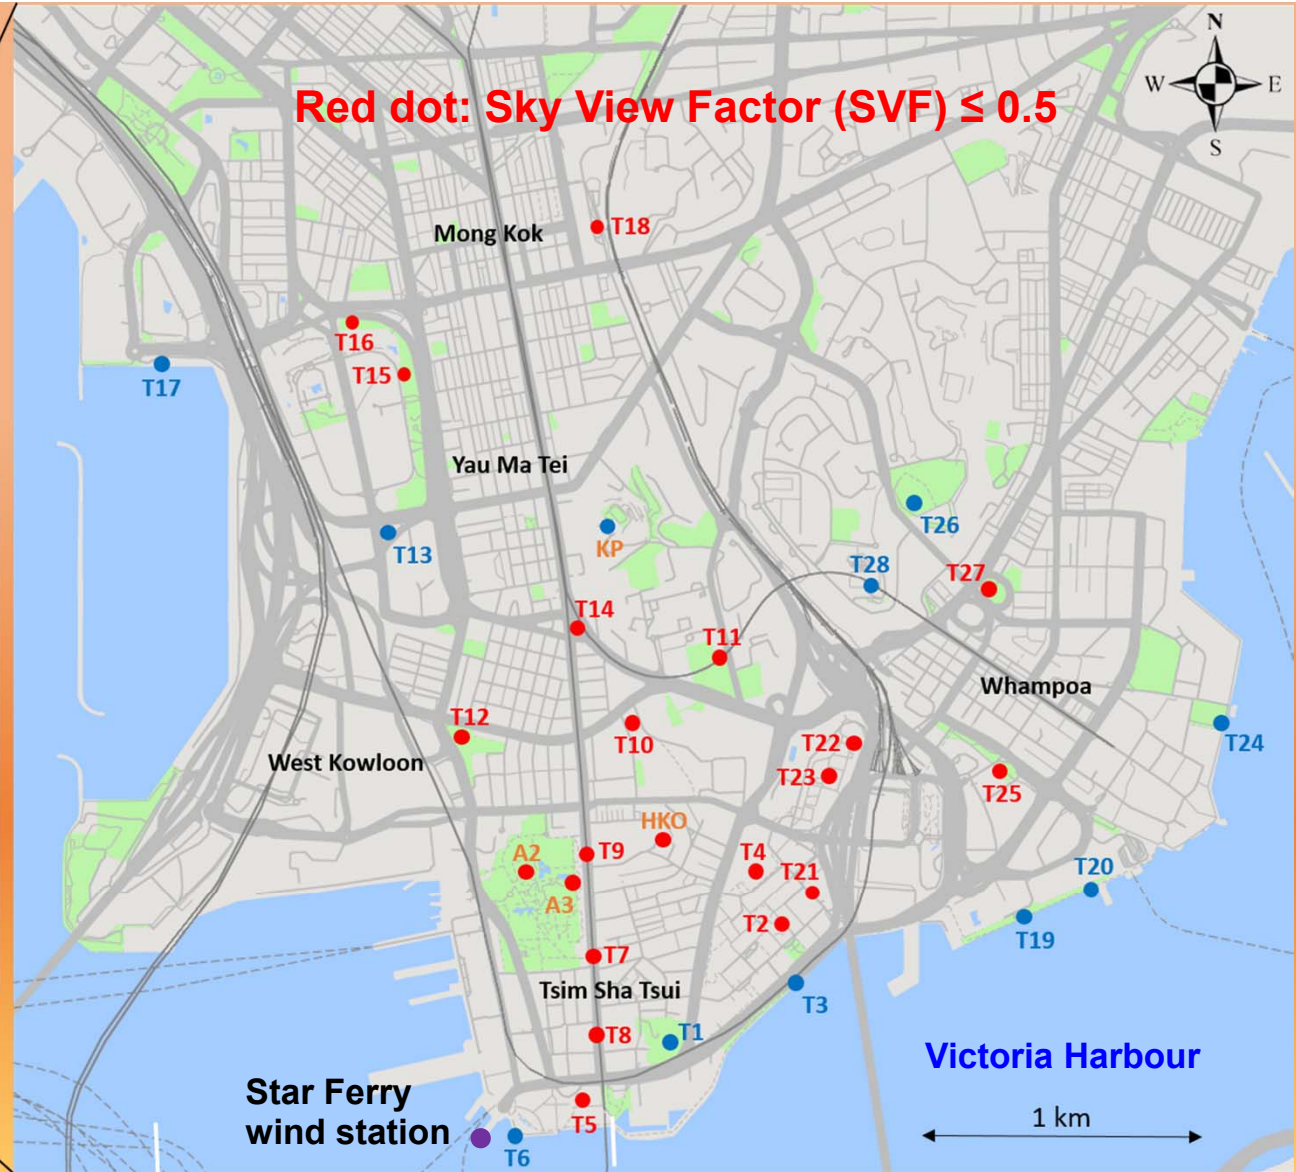 N
W
E
S
Red dot: Sky View Factor (SVF) ≤ 0.5
T18
Mong Kok
T16
T15
T17
Yau Ma Tei
T26
KP
T13
T28
T27
T14
T11
Whampoa
T12
T10
T22
T24
West Kowloon
T23
T25
HKO
A2
T9
T4
T21
T20
A3
T2
T19
T7
Tsim Sha Tsui
T3
T8
T1
Victoria Harbour
Star Ferry
wind station
T5
T6
1 km